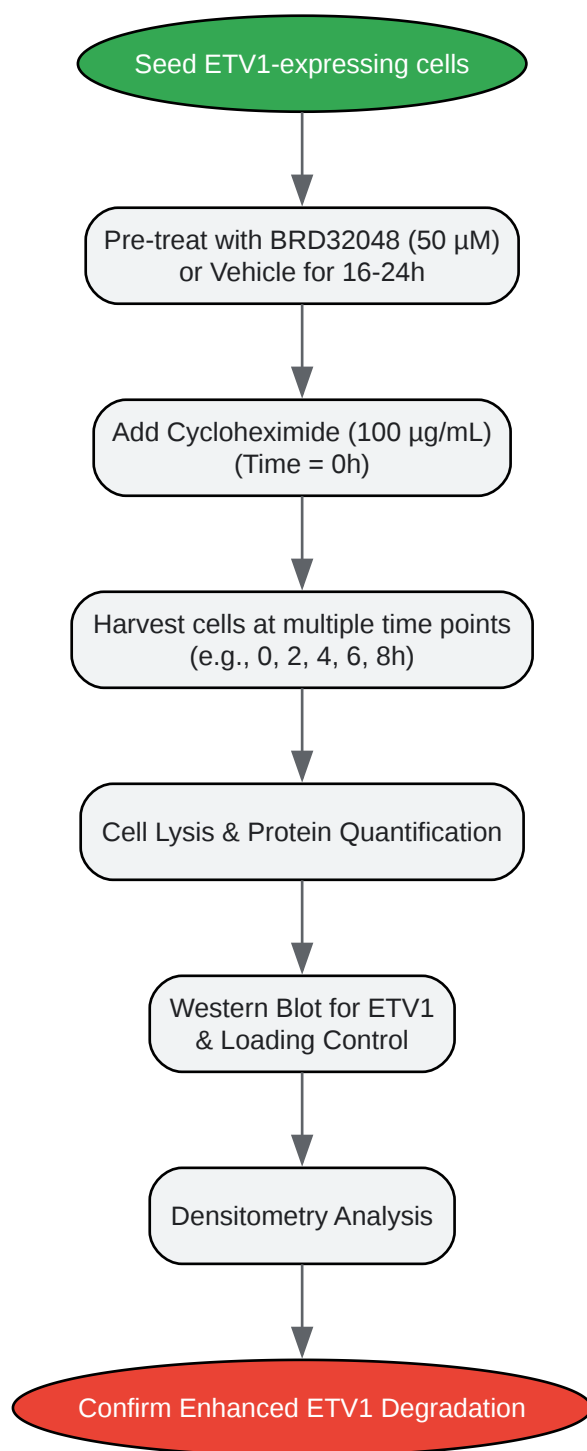 Seed ETV1-expressing cells
Pre-treat with BRD32048 (50 µM)
or Vehicle for 16-24h
Add Cycloheximide (100 µg/mL)
(Time = 0h)
Harvest cells at multiple time points
(e.g., 0, 2, 4, 6, 8h)
Cell Lysis & Protein Quantification
Western Blot for ETV1
& Loading Control
Densitometry Analysis
Confirm Enhanced ETV1 Degradation